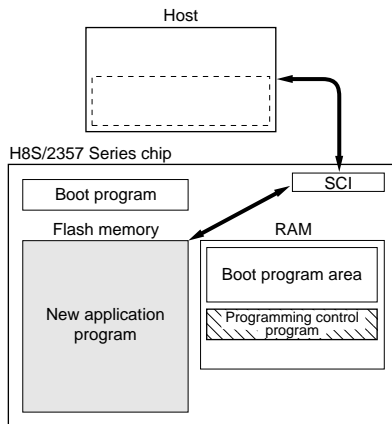 Host
H8S/2357 Series chip
SCI
Boot program
Flash memory
RAM
Boot program area
New application
program
Programming control
program